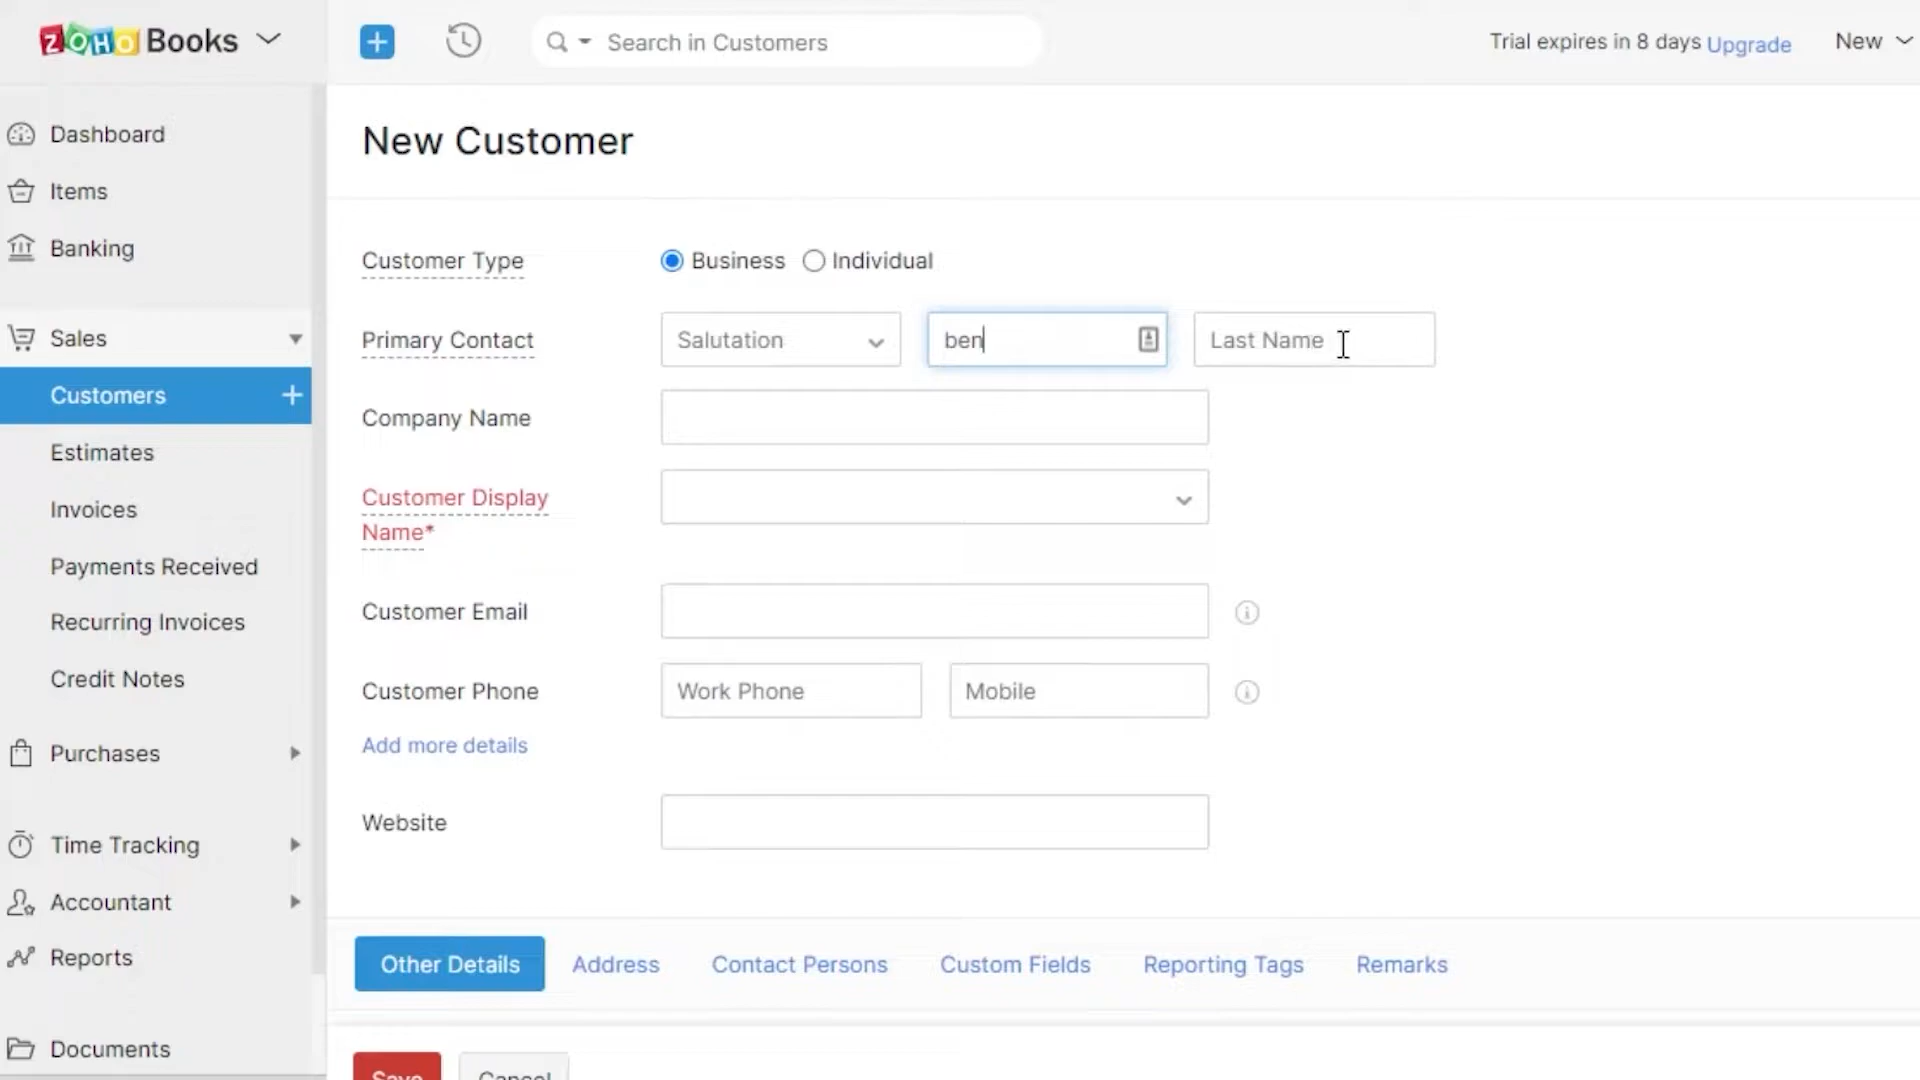 ZOHO Books
Search in Customers
Trial expires in 8 days Upgrade
New
Dashboard
Items
Banking
Sales
Customers
Estimates
Invoices
Payments Received
Recurring Invoices
Credit Notes
Purchases
Time Tracking
Accountant
Reports
Documents
New Customer
Customer Type
Business Individual
Primary Contact
Salutation ben Last Name
Company Name
Customer Display
Name*
Customer Email
Customer Phone
Work Phone Mobile
Add more details
Website
Other Details Address Contact Persons Custom Fields Reporting Tags Remarks
Save Cancel